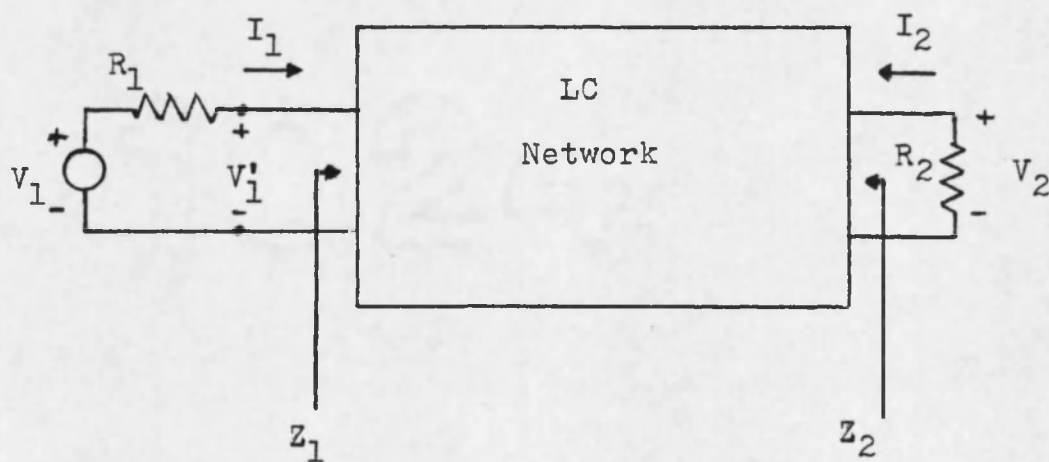 I₁
I₂
R₁
LC
Network
+
+
+
V₁
-
V₁'
-
R₂
V₂
-
Z₁
Z₂